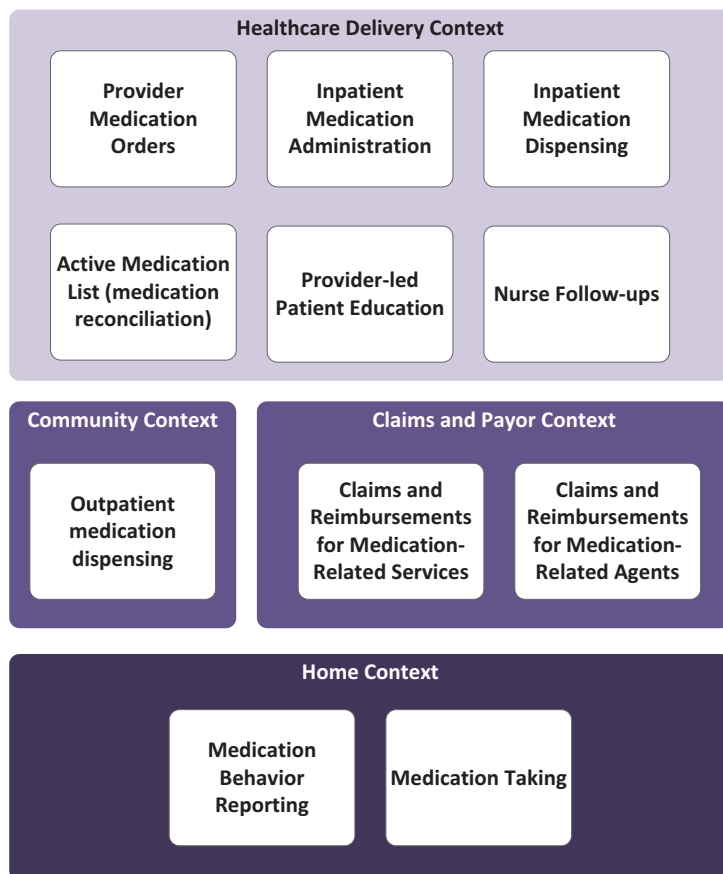 Healthcare Delivery Context
Provider
Medication
Orders
Inpatient
Medication
Administration
Inpatient
Medication
Dispensing
Active Medication
List (medication
reconciliation)
Provider-led
Patient Education
Nurse Follow-ups
Community Context
Outpatient
medication
dispensing
Claims and Payor Context
Claims and
Reimbursements
for Medication-
Related Services
Claims and
Reimbursements
for Medication-
Related Agents
Home Context
Medication
Behavior
Reporting
Medication Taking